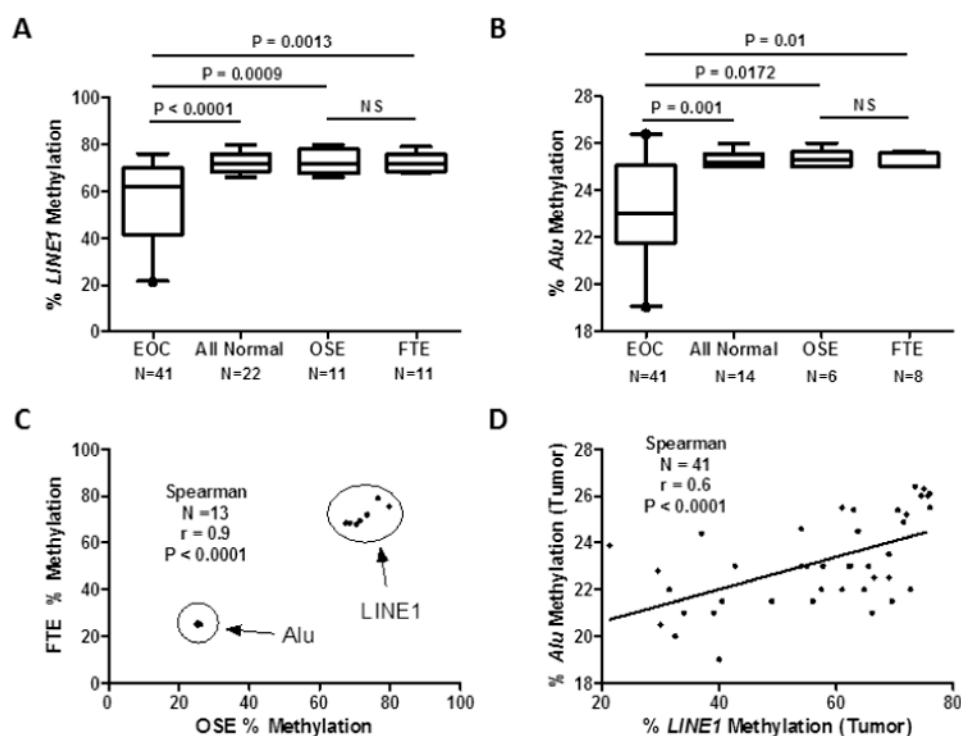 A
P = 0.0013
P = 0.0009
P < 0.0001
NS
% LINE1 Methylation
100
80
60
40
20
0
EOC All Normal OSE FTE
N=41 N=22 N=11 N=11
B
P = 0.01
P = 0.0172
P = 0.001
NS
% Alu Methylation
28
26
24
22
20
18
EOC All Normal OSE FTE
N=41 N=14 N=6 N=8
C
Spearman
N =13
r = 0.9
P < 0.0001
LINE1
Alu
FTE % Methylation
100
80
60
40
20
0
0 20 40 60 80 100
OSE % Methylation
D
Spearman
N = 41
r = 0.6
P < 0.0001
% Alu Methylation (Tumor)
28
26
24
22
20
18
20 40 60 80
% LINE1 Methylation (Tumor)